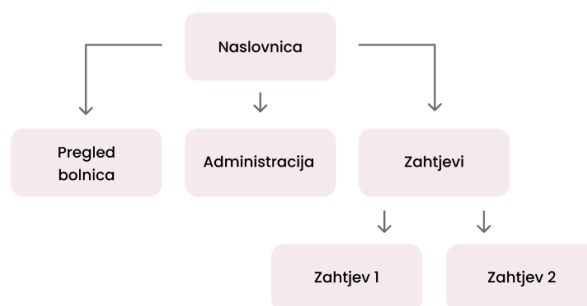 Naslovnica
Pregled
bolnica
Administracija
Zahtjevi
Zahtjev 1
Zahtjev 2